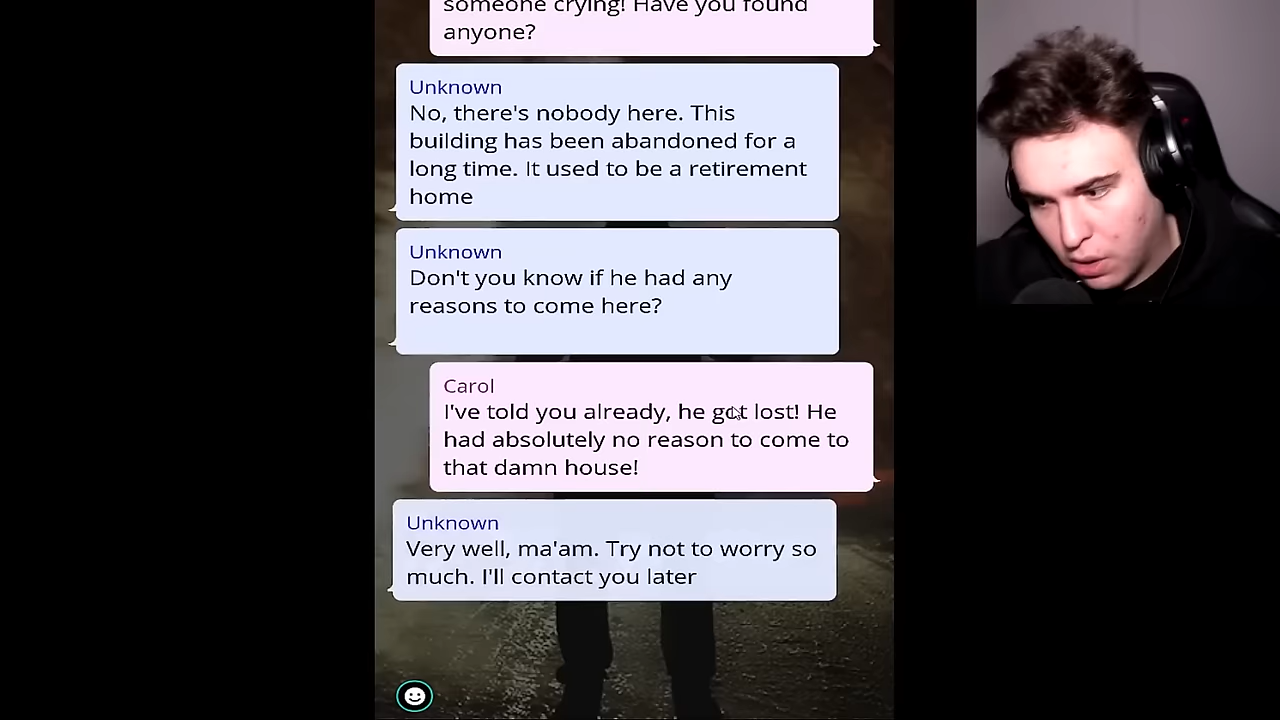 someone crying! Have you found
anyone?
Unknown
No, there's nobody here. This
building has been abandoned for a
long time. It used to be a retirement
home
Unknown
Don't you know if he had any
reasons to come here?
Carol
I've told you already, he got lost! He
had absolutely no reason to come to
that damn house!
Unknown
Very well, ma'am. Try not to worry so
much. I'll contact you later